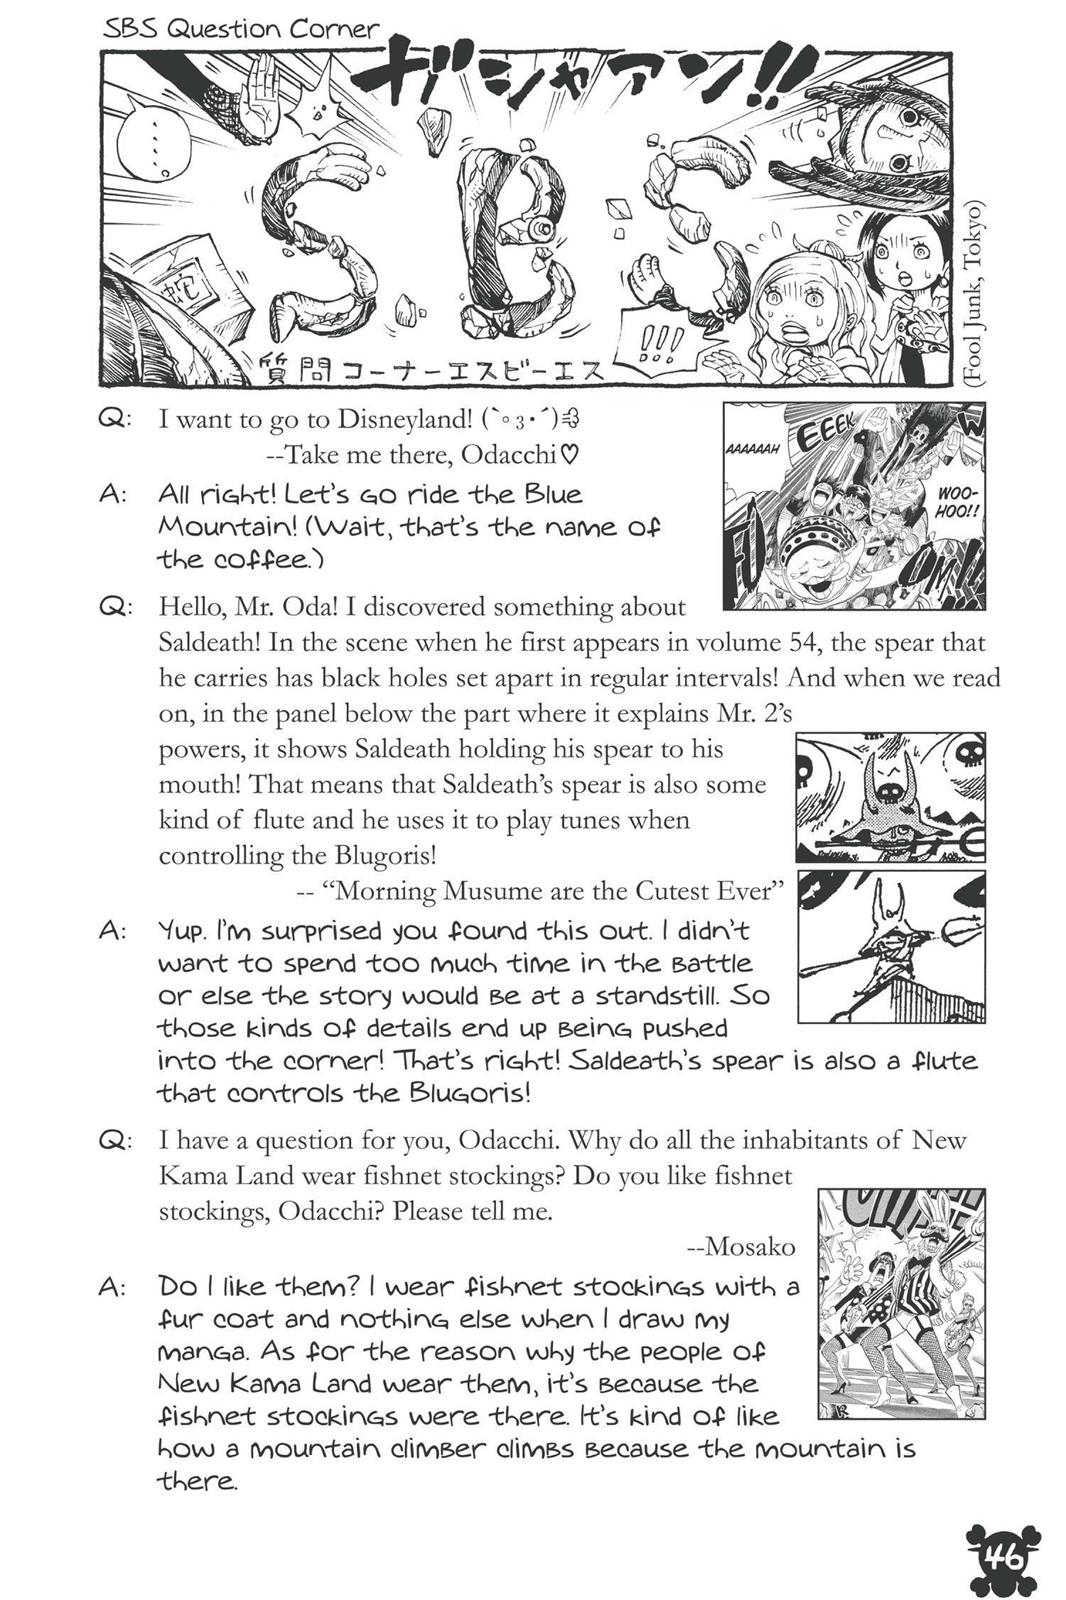 SBS Question Corner
ガシャアン!!
....
蛇
!!!
質問コーナーエスビーエス
(Fool Junk, Tokyo)
Q: I want to go to Disneyland! (`◦ з・´)=3
--Take me there, Odacchi♡
A: All right! Let's go ride the Blue
Mountain! (Wait, that's the name of
the coffee.)
AAAAAAH
EEEK
WOO-
HOO!!
Q: Hello, Mr. Oda! I discovered something about
Saldeath! In the scene when he first appears in volume 54, the spear that
he carries has black holes set apart in regular intervals! And when we read
on, in the panel below the part where it explains Mr. 2's
powers, it shows Saldeath holding his spear to his
mouth! That means that Saldeath's spear is also some
kind of flute and he uses it to play tunes when
controlling the Blugoris!
-- “Morning Musume are the Cutest Ever”
A: Yup. I'm surprised you found this out. I didn't
want to spend too much time in the battle
or else the story would be at a standstill. So
those kinds of details end up being pushed
into the corner! That's right! Saldeath's spear is also a flute
that controls the Blugoris!
Q: I have a question for you, Odacchi. Why do all the inhabitants of New
Kama Land wear fishnet stockings? Do you like fishnet
stockings, Odacchi? Please tell me.
--Mosako
A: Do I like them? I wear fishnet stockings with a
fur coat and nothing else when I draw my
manga. As for the reason why the people of
New Kama Land wear them, it's because the
fishnet stockings were there. It's kind of like
how a mountain climber climbs because the mountain is
there.
46